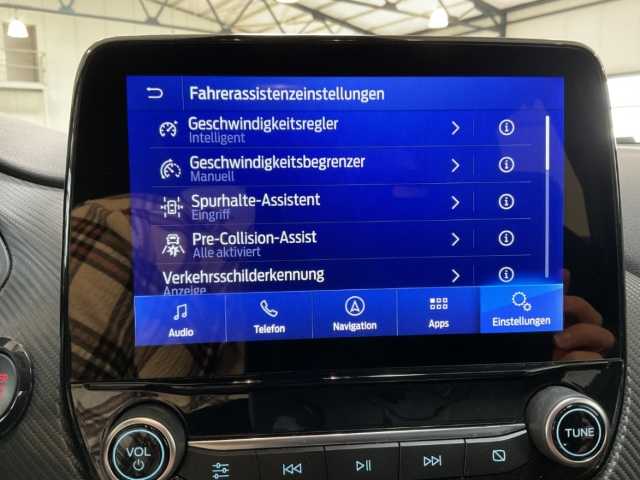 Fahrerassistenzeinstellungen
Geschwindigkeitsregler
Intelligent
Geschwindigkeitsbegrenzer
Manuell
Spurhalte-Assistent
Eingriff
Pre-Collision-Assist
Alle aktiviert
Verkehrsschilderkennung
Anzeige
Audio
Telefon
Navigation
Apps
Einstellungen
VOL
TUNE